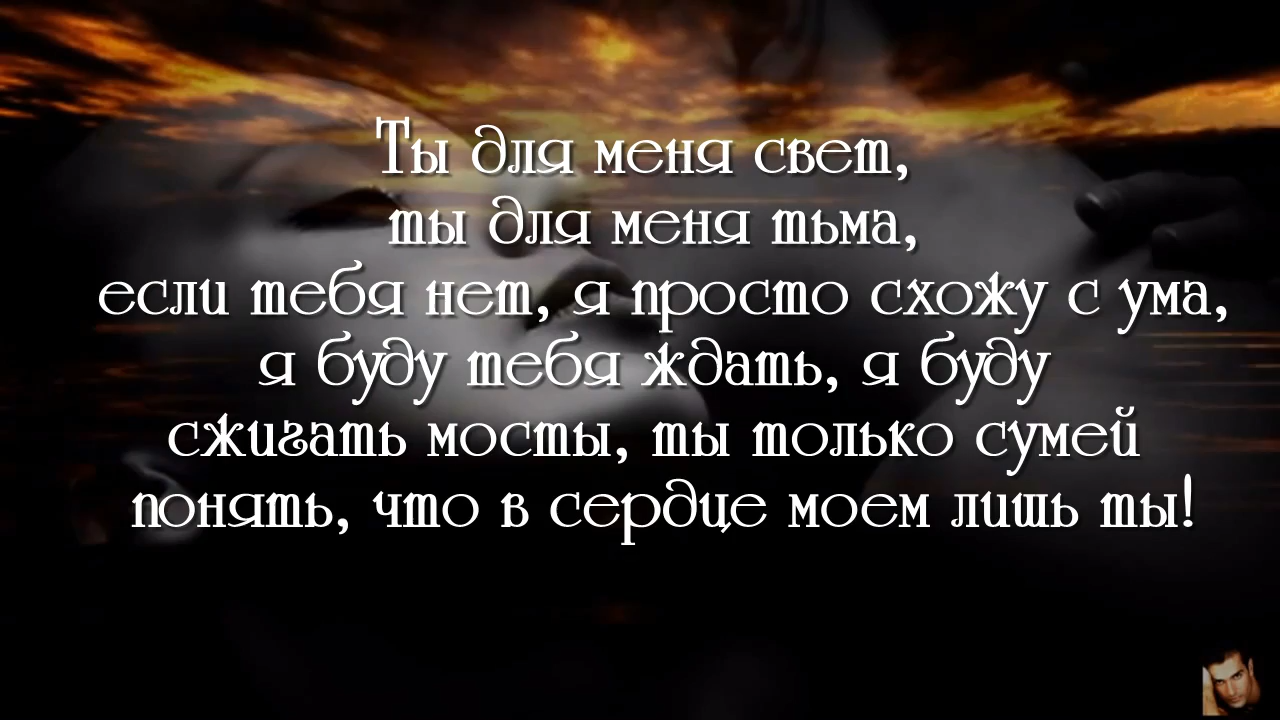 Ты для меня свет,
ты для меня тьма,
если тебя нет, я просто схожу с ума,
я буду тебя ждать, я буду
сжигать мосты, ты только сумей
понять, что в сердце моем лишь ты!